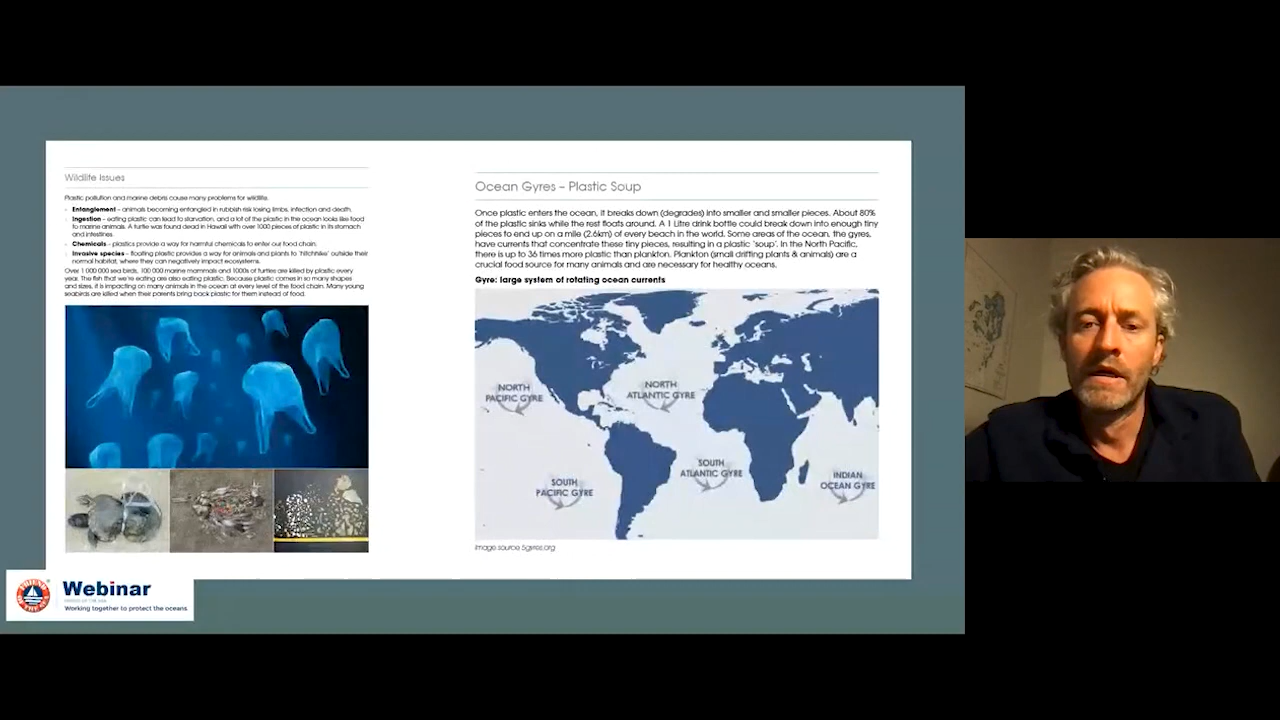 Wildlife Issues
Plastic pollution and marine debris cause many problems for wildlife.
Entanglement – animals becoming entangled in rubbish risk losing limbs, infection and death.
Ingestion – eating plastic can lead to starvation, and a lot of the plastic in the ocean looks like food
to marine animals. A turtle was found dead in Hawaii with over 1000 pieces of plastic in its stomach
and intestines.
Chemicals – plastics provide a way for harmful chemicals to enter our food chain.
Invasive species – floating plastic provides a way for animals and plants to 'hitchhike' outside their
normal habitat, where they can negatively impact ecosystems.
Over 1 000 000 sea birds, 100 000 marine mammals and 1000s of turtles are killed by plastic every
year. The fish that we're eating are also eating plastic. Because plastic comes in so many shapes
and sizes, it is impacting on many animals in the ocean at every level of the food chain. Many young
seabirds are killed when their parents bring back plastic for them instead of food.
Ocean Gyres – Plastic Soup
Once plastic enters the ocean, it breaks down (degrades) into smaller and smaller pieces. About 80%
of the plastic sinks while the rest floats around. A 1 Litre drink bottle could break down into enough tiny
pieces to end up on a mile (2.6km) of every beach in the world. Some areas of the ocean, the gyres,
have currents that concentrate these tiny pieces, resulting in a plastic 'soup'. In the North Pacific,
there is up to 36 times more plastic than plankton. Plankton (small drifting plants & animals) are a
crucial food source for many animals and are necessary for healthy oceans.
Gyre: large system of rotating ocean currents
NORTH
PACIFIC GYRE
NORTH
ATLANTIC GYRE
SOUTH
PACIFIC GYRE
SOUTH
ATLANTIC GYRE
INDIAN
OCEAN GYRE
Image source 5gyres.org
Webinar
Working together to protect the oceans.